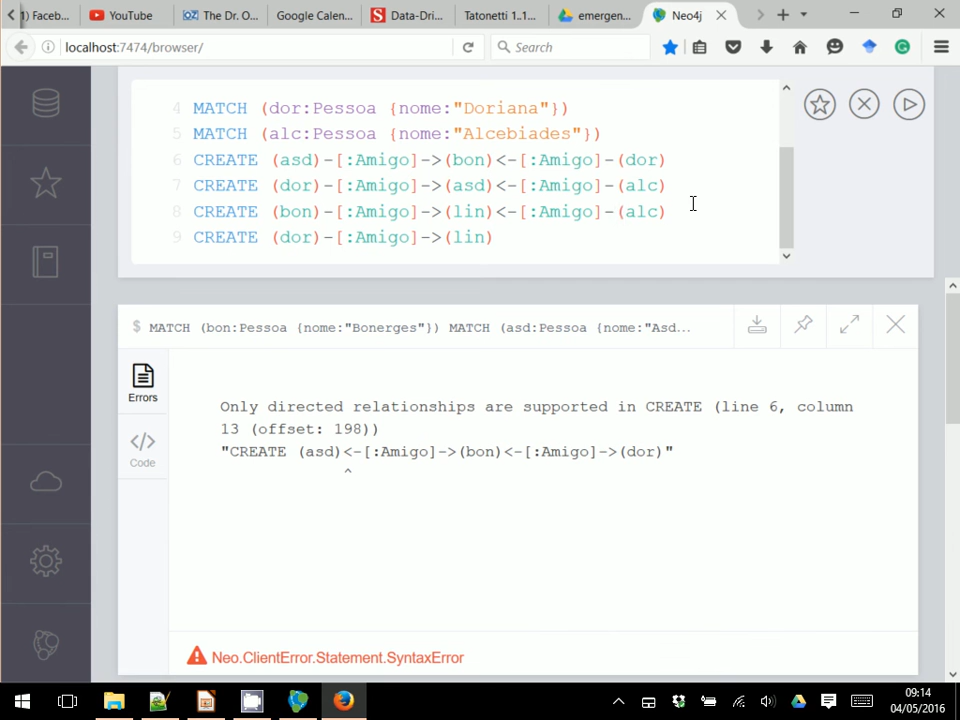 1) Faceb...
YouTube
The Dr. O...
Google Calen...
Data-Dri...
Tatonetti 1..1...
emergen...
Neo4j
localhost:7474/browser/
Search
4 MATCH (dor:Pessoa {nome:"Doriana"})
5 MATCH (alc:Pessoa {nome:"Alcebiades"})
6 CREATE (asd)-[:Amigo]->(bon)<-[:Amigo]-(dor)
7 CREATE (dor)-[:Amigo]->(asd)<-[:Amigo]-(alc)
8 CREATE (bon)-[:Amigo]->(lin)<-[:Amigo]-(alc)
9 CREATE (dor)-[:Amigo]->(lin)
$ MATCH (bon:Pessoa {nome:"Bonerges"}) MATCH (asd:Pessoa {nome:"Asd...
Errors
Code
Only directed relationships are supported in CREATE (line 6, column
13 (offset: 198))
"CREATE (asd)<-[:Amigo]->(bon)<-[:Amigo]->(dor)"
^
Neo.ClientError.Statement.SyntaxError
09:14
04/05/2016